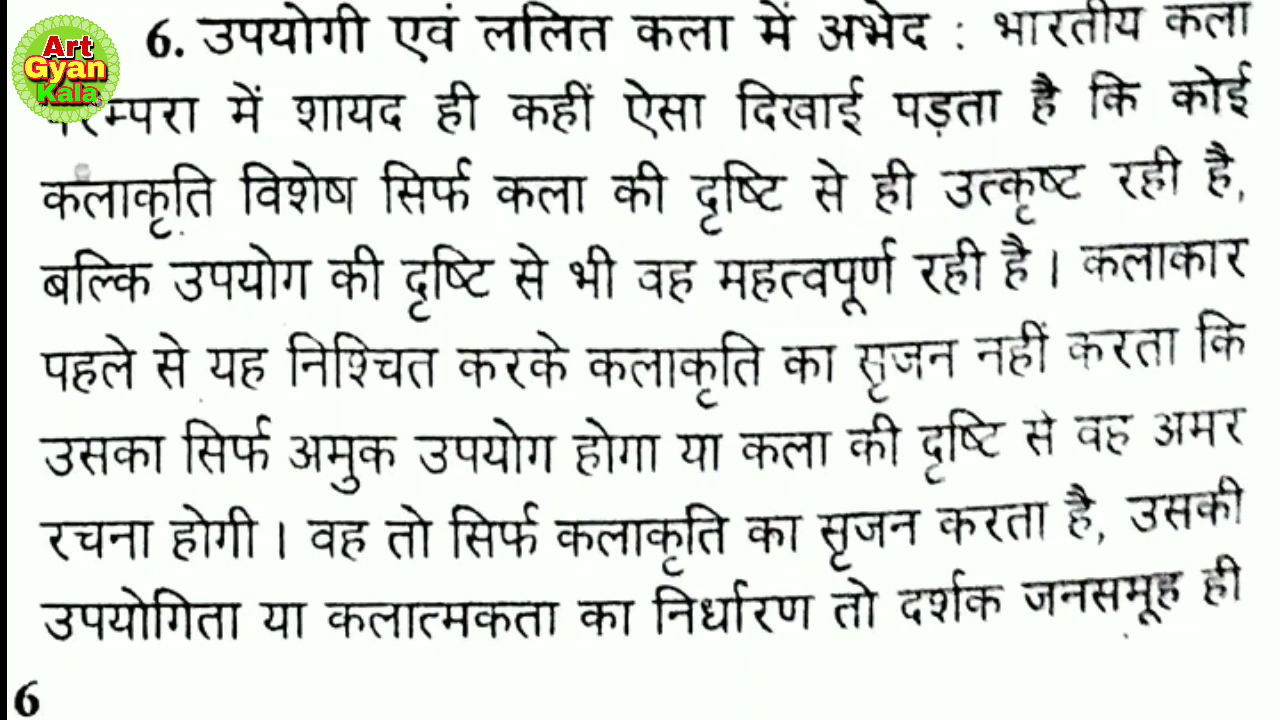 Art
Gyan
Kala
6. उपयोगी एवं ललित कला में अभेद : भारतीय कला
में शायद ही कहीं ऐसा दिखाई पड़ता है कि कोई
कलाकृति विशेष सिर्फ कला की दृष्टि से ही उत्कृष्ट रही है,
बल्कि उपयोग की दृष्टि से भी वह महत्वपूर्ण रही है। कलाकार
पहले से यह निश्चित करके कलाकृति का सृजन नहीं करता कि
उसका सिर्फ अमुक उपयोग होगा या कला की दृष्टि से वह अमर
रचना होगी। वह तो सिर्फ कलाकृति का सृजन करता है, उसकी
उपयोगिता या कलात्मकता का निर्धारण तो दर्शक जनसमूह ही
6